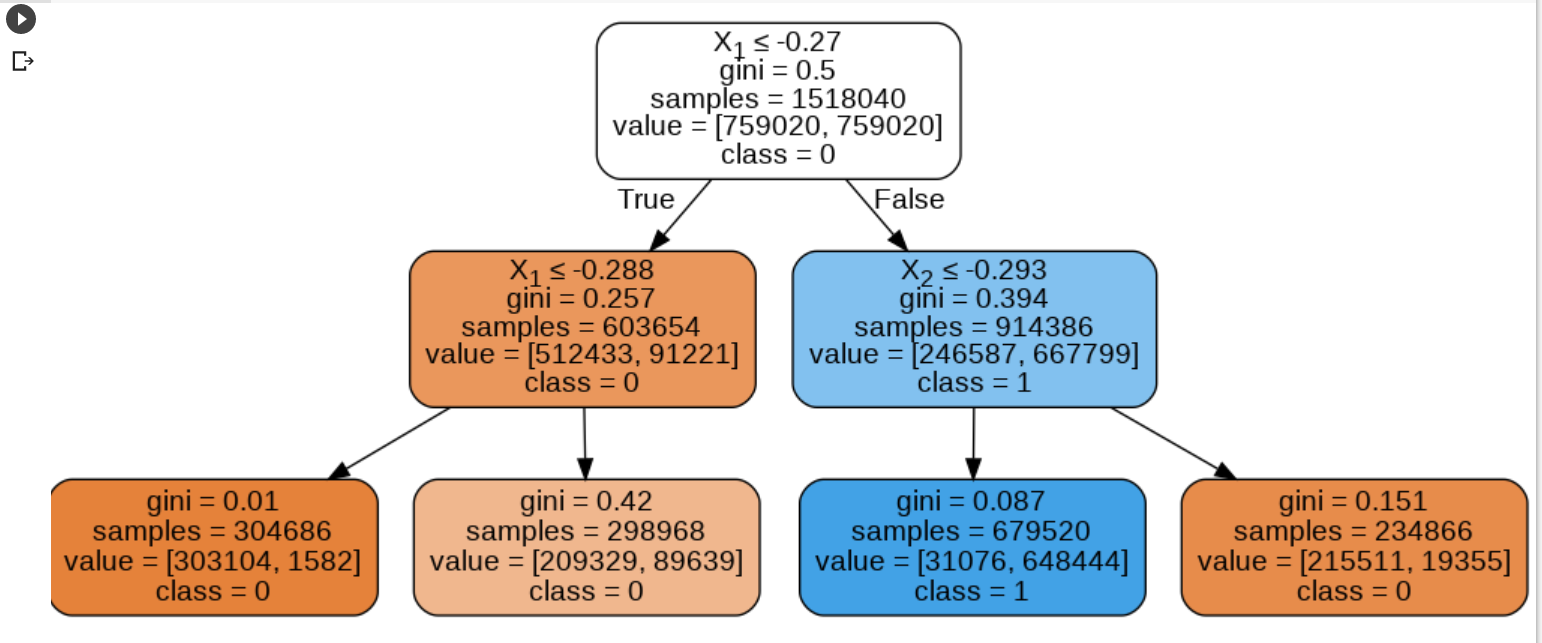 X₁ ≤ -0.27
gini = 0.5
samples = 1518040
value = [759020, 759020]
class = 0
True
False
X₁ ≤ -0.288
gini = 0.257
samples = 603654
value = [512433, 91221]
class = 0
X₂ ≤ -0.293
gini = 0.394
samples = 914386
value = [246587, 667799]
class = 1
gini = 0.01
samples = 304686
value = [303104, 1582]
class = 0
gini = 0.42
samples = 298968
value = [209329, 89639]
class = 0
gini = 0.087
samples = 679520
value = [31076, 648444]
class = 1
gini = 0.151
samples = 234866
value = [215511, 19355]
class = 0